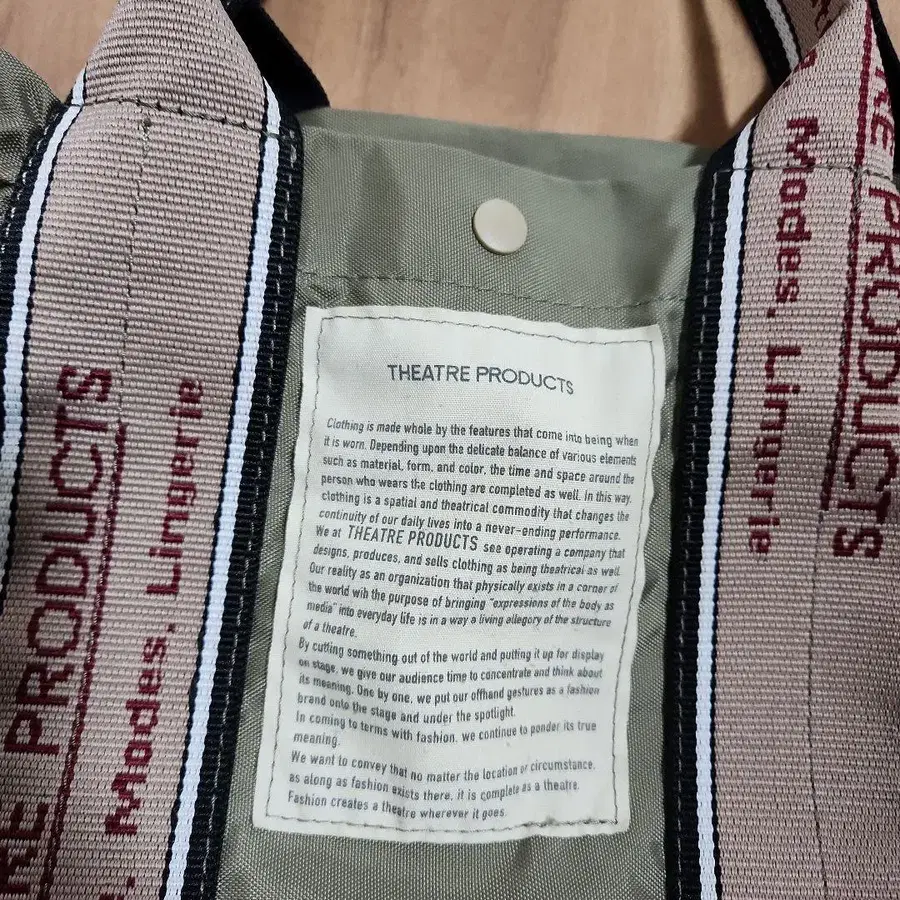 THEATRE PRODUCTS
Clothing is made whole by the features that come into being when
it is worn. Depending upon the delicate balance of various elements
such as material, form, and color, the time and space around the
person who wears the clothing are completed as well. In this way,
clothing is a spatial and theatrical commodity that changes the
continuity of our daily lives into a never-ending performance.
We at THEATRE PRODUCTS see operating a company that
designs, produces, and sells clothing as being theatrical as well.
Our reality as an organization that physically exists in a corner of
the world wih the purpose of bringing "expressions of the body as
media" into everyday life is in a way a living allegory of the structure
of a theatre.
By cutting something out of the world and putting it up for display
on stage, we give our audience time to concentrate and think about
its meaning. One by one, we put our offhand gestures as a fashion
brand onto the stage and under the spotlight.
In coming to terms with fashion, we continue to ponder its true
meaning.
We want to convey that no matter the location or circumstance,
as along as fashion exists there, it is complete as a theatre.
Fashion creates a theatre wherever it goes.
RE PRODUCTS
Modes. Lingerie
RE PRODUCTS
Modes. Lingerie